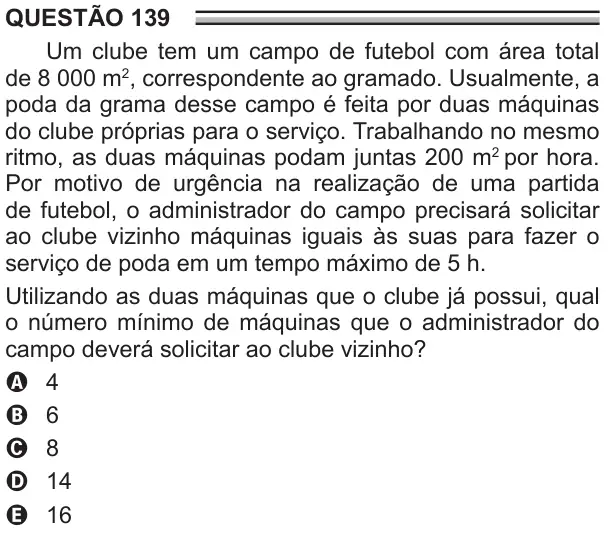 QUESTÃO 139
Um clube tem um campo de futebol com área total
de 8 000 m², correspondente ao gramado. Usualmente, a
poda da grama desse campo é feita por duas máquinas
do clube próprias para o serviço. Trabalhando no mesmo
ritmo, as duas máquinas podam juntas 200 m² por hora.
Por motivo de urgência na realização de uma partida
de futebol, o administrador do campo precisará solicitar
ao clube vizinho máquinas iguais às suas para fazer o
serviço de poda em um tempo máximo de 5 h.
Utilizando as duas máquinas que o clube já possui, qual
o número mínimo de máquinas que o administrador do
campo deverá solicitar ao clube vizinho?
A 4
B 6
C 8
D 14
E 16